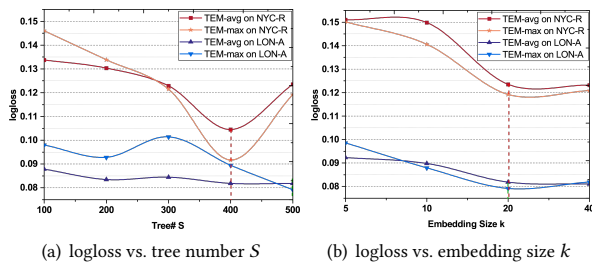 TEM-avg on NYC-R
TEM-max on NYC-R
TEM-avg on LON-A
TEM-max on LON-A
0.15
0.14
0.13
0.12
0.11
0.10
0.09
0.08
logloss
100 200 300 400 500
Tree# S
(a) logloss vs. tree number S
TEM-avg on NYC-R
TEM-max on NYC-R
TEM-avg on LON-A
TEM-max on LON-A
0.15
0.14
0.13
0.12
0.11
0.10
0.09
0.08
logloss
5 10 20 40
Embedding Size k
(b) logloss vs. embedding size k